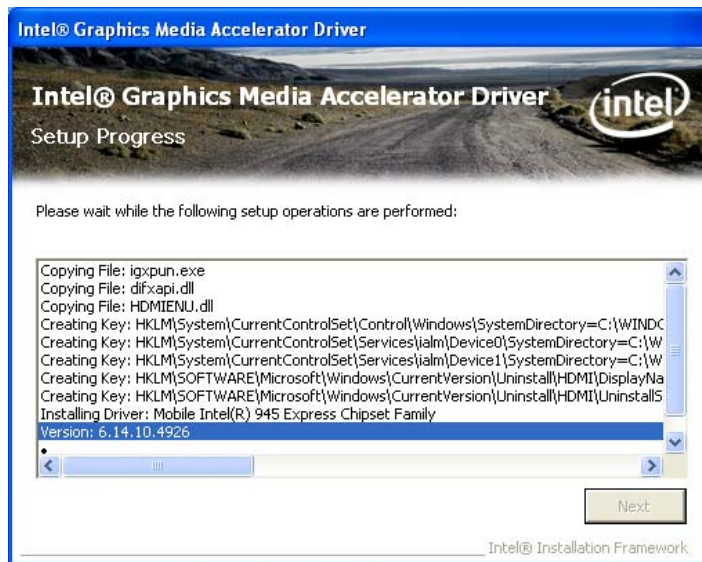 Intel® Graphics Media Accelerator Driver
Intel® Graphics Media Accelerator Driver
intel
Setup Progress
Please wait while the following setup operations are performed:
Copying File: igxpun.exe
Copying File: difxapi.dll
Copying File: HDMIENU.dll
Creating Key: HKLM\System\CurrentControlSet\Control\Windows\SystemDirectory=C:\WINDO
Creating Key: HKLM\System\CurrentControlSet\Services\ialm\Device0\SystemDirectory=C:\W
Creating Key: HKLM\System\CurrentControlSet\Services\ialm\Device1\SystemDirectory=C:\W
Creating Key: HKLM\SOFTWARE\Microsoft\Windows\CurrentVersion\Uninstall\HDMI\DisplayNa
Creating Key: HKLM\SOFTWARE\Microsoft\Windows\CurrentVersion\Uninstall\HDMI\UninstallS
Installing Driver: Mobile Intel(R) 945 Express Chipset Family
Version: 6.14.10.4926
Next
Intel® Installation Framework